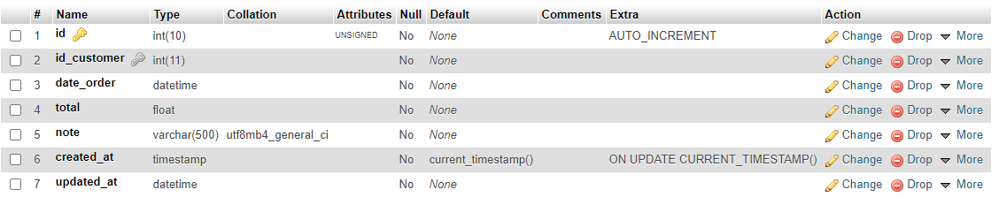 # Name Type Collation Attributes Null Default Comments Extra Action
1 id int(10) UNSIGNED No None AUTO_INCREMENT Change Drop More
2 id_customer int(11) No None Change Drop More
3 date_order datetime No None Change Drop More
4 total float No None Change Drop More
5 note varchar(500) utf8mb4_general_ci No None Change Drop More
6 created_at timestamp No current_timestamp() ON UPDATE CURRENT_TIMESTAMP() Change Drop More
7 updated_at datetime No None Change Drop More